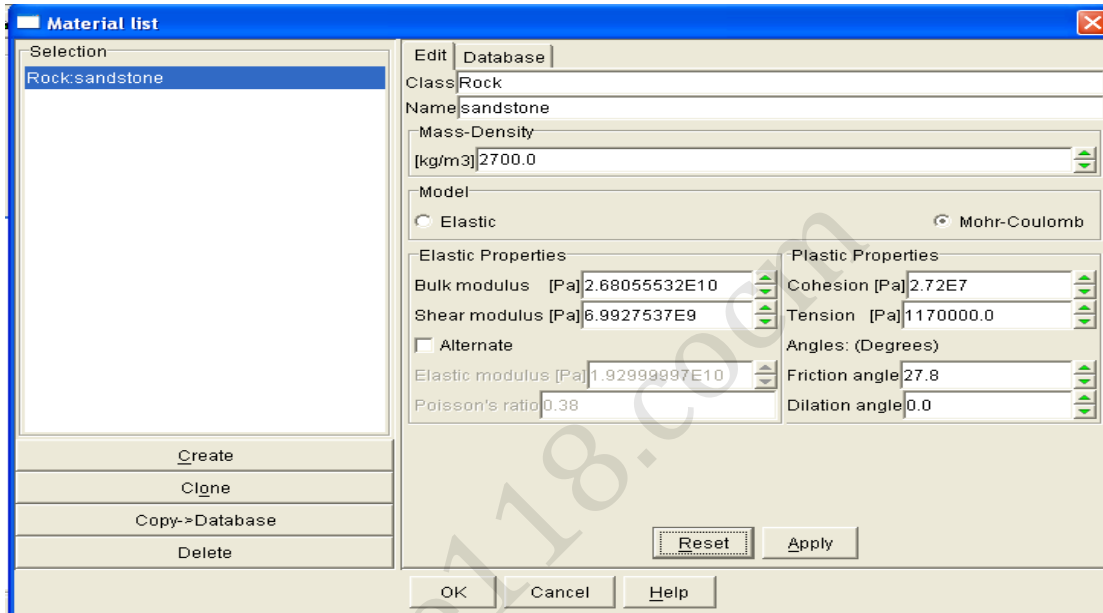 Material list
Selection
Rock:sandstone
Create
Clone
Copy->Database
Delete
Edit Database
Class Rock
Name sandstone
Mass-Density
[kg/m3] 2700.0
Model
Elastic Mohr-Coulomb
Elastic Properties
Bulk modulus [Pa] 2.68055532E10
Shear modulus [Pa] 6.9927537E9
Alternate
Elastic modulus [Pa] 1.92999997E10
Poisson's ratio 0.38
Plastic Properties
Cohesion [Pa] 2.72E7
Tension [Pa] 1170000.0
Angles: (Degrees)
Friction angle 27.8
Dilation angle 0.0
Reset Apply
OK Cancel Help
118.cocm